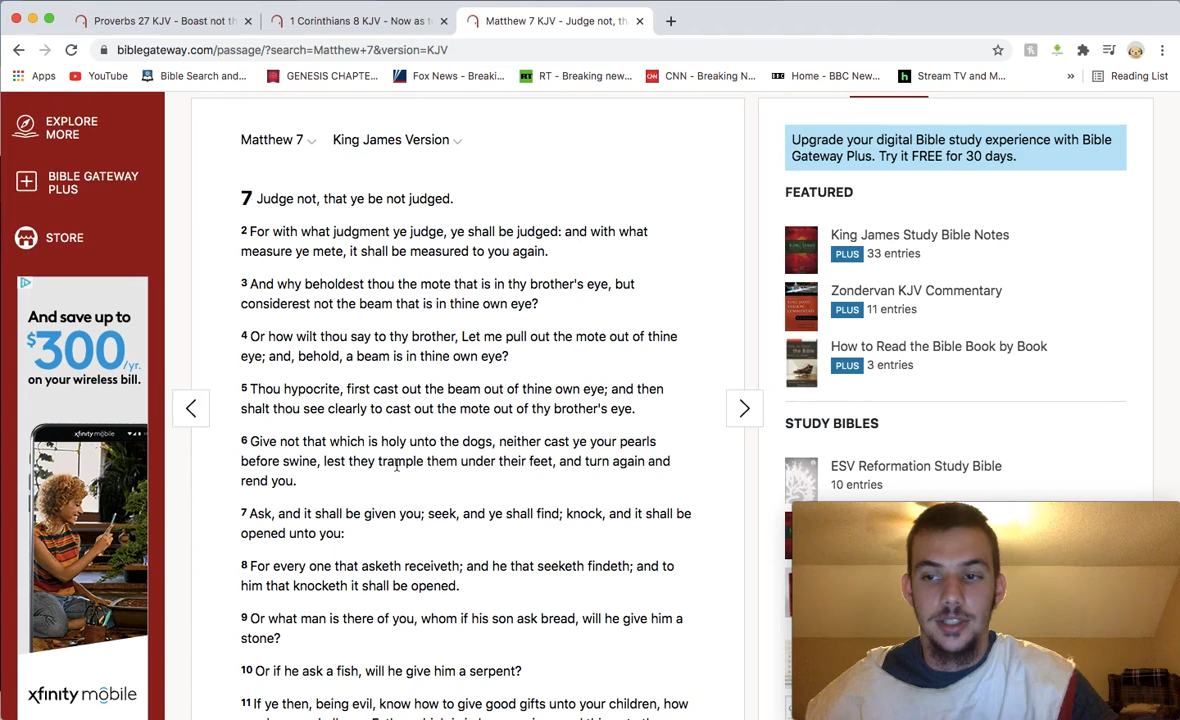 Proverbs 27 KJV - Boast not th
1 Corinthians 8 KJV - Now as to
Matthew 7 KJV - Judge not, th
biblegateway.com/passage/?search=Matthew+7&version=KJV
Apps
YouTube
Bible Search and...
GENESIS CHAPTE...
Fox News - Breaki...
RT - Breaking new...
CNN - Breaking N...
Home - BBC New...
Stream TV and M...
»
Reading List
EXPLORE
MORE
BIBLE GATEWAY
PLUS
STORE
And save up to
$300/yr.
on your wireless bill.
xfinity mobile
xfinity mobile
Matthew 7
King James Version
7 Judge not, that ye be not judged.
2 For with what judgment ye judge, ye shall be judged: and with what
measure ye mete, it shall be measured to you again.
3 And why beholdest thou the mote that is in thy brother's eye, but
considerest not the beam that is in thine own eye?
4 Or how wilt thou say to thy brother, Let me pull out the mote out of thine
eye; and, behold, a beam is in thine own eye?
5 Thou hypocrite, first cast out the beam out of thine own eye; and then
shalt thou see clearly to cast out the mote out of thy brother's eye.
6 Give not that which is holy unto the dogs, neither cast ye your pearls
before swine, lest they trample them under their feet, and turn again and
rend you.
7 Ask, and it shall be given you; seek, and ye shall find; knock, and it shall be
opened unto you:
8 For every one that asketh receiveth; and he that seeketh findeth; and to
him that knocketh it shall be opened.
9 Or what man is there of you, whom if his son ask bread, will he give him a
stone?
10 Or if he ask a fish, will he give him a serpent?
11 If ye then, being evil, know how to give good gifts unto your children, how
Upgrade your digital Bible study experience with Bible
Gateway Plus. Try it FREE for 30 days.
FEATURED
King James Study Bible Notes
PLUS 33 entries
Zondervan KJV Commentary
PLUS 11 entries
How to Read the Bible Book by Book
PLUS 3 entries
STUDY BIBLES
ESV Reformation Study Bible
10 entries